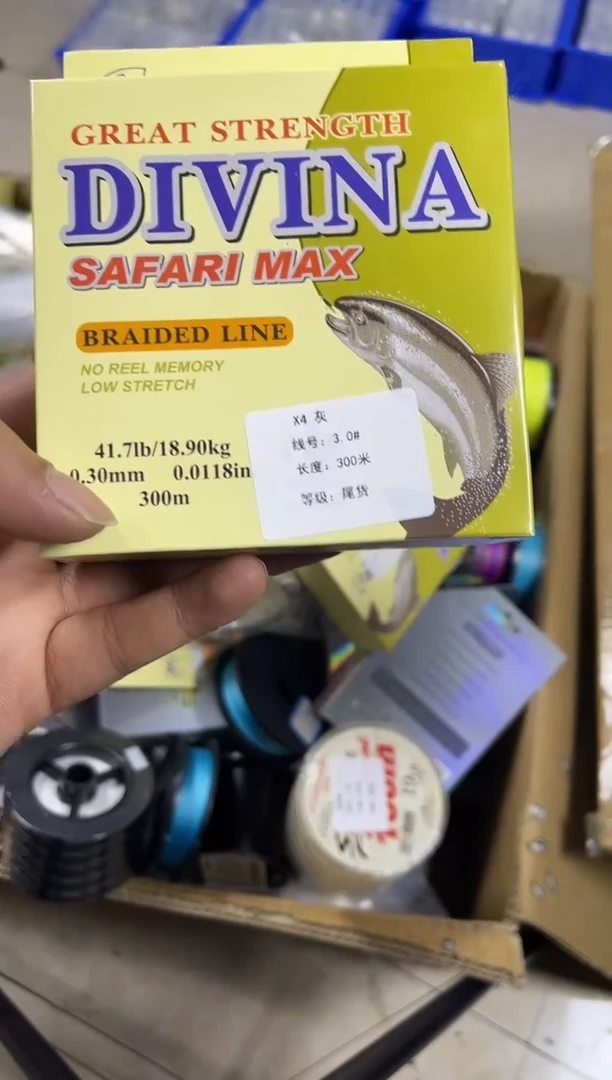 GREAT STRENGTH
DIVINA
SAFARI MAX
BRAIDED LINE
NO REEL MEMORY
LOW STRETCH
41.7lb/18.90kg
0.30mm 0.0118in
300m
X4 灰
线号: 3.0#
长度: 300米
等级: 尾货
100m